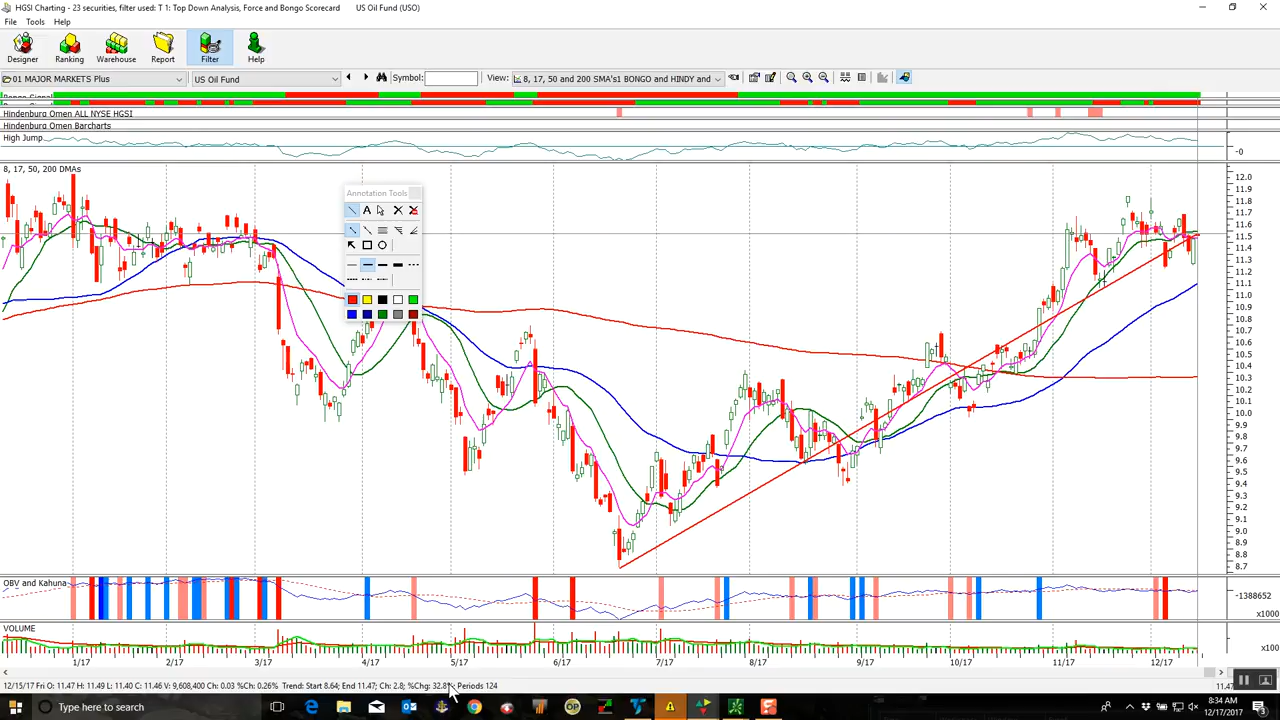 HGSI Charting - 23 securities, filter used: T 1: Top Down Analysis, Force and Bongo Scorecard US Oil Fund (USO)
File Tools Help
Designer Ranking Warehouse Report Filter Help
01 MAJOR MARKETS Plus US Oil Fund Symbol: View: 8, 17, 50 and 200 SMA's1 BONGO and HINDY and
Hindenburg Omen ALL NYSE HGSI
Hindenburg Omen Barcharts
High Jump
-0
8, 17, 50, 200 DMAs
Annotation Tools
A
12.0
11.9
11.8
11.7
11.6
11.5
11.4
11.3
11.2
11.1
11.0
10.9
10.8
10.7
10.6
10.5
10.4
10.3
10.2
10.1
10.0
9.9
9.8
9.7
9.6
9.5
9.4
9.3
9.2
9.1
9.0
8.9
8.8
8.7
OBV and Kahuna
-1388652
x1000
VOLUME
x100
1/17 2/17 3/17 4/17 5/17 6/17 7/17 8/17 9/17 10/17 11/17 12/17
12/15/17 Fri O: 11.47 H: 11.49 L: 11.40 C: 11.46 V: 9,608,400 Ch: 0.03 %Ch: 0.26% Trend: Start 8.64; End 11.47; Ch: 2.8; %Chg: 32.8%; Periods 124
11.47
Type here to search
8:34 AM
12/17/2017